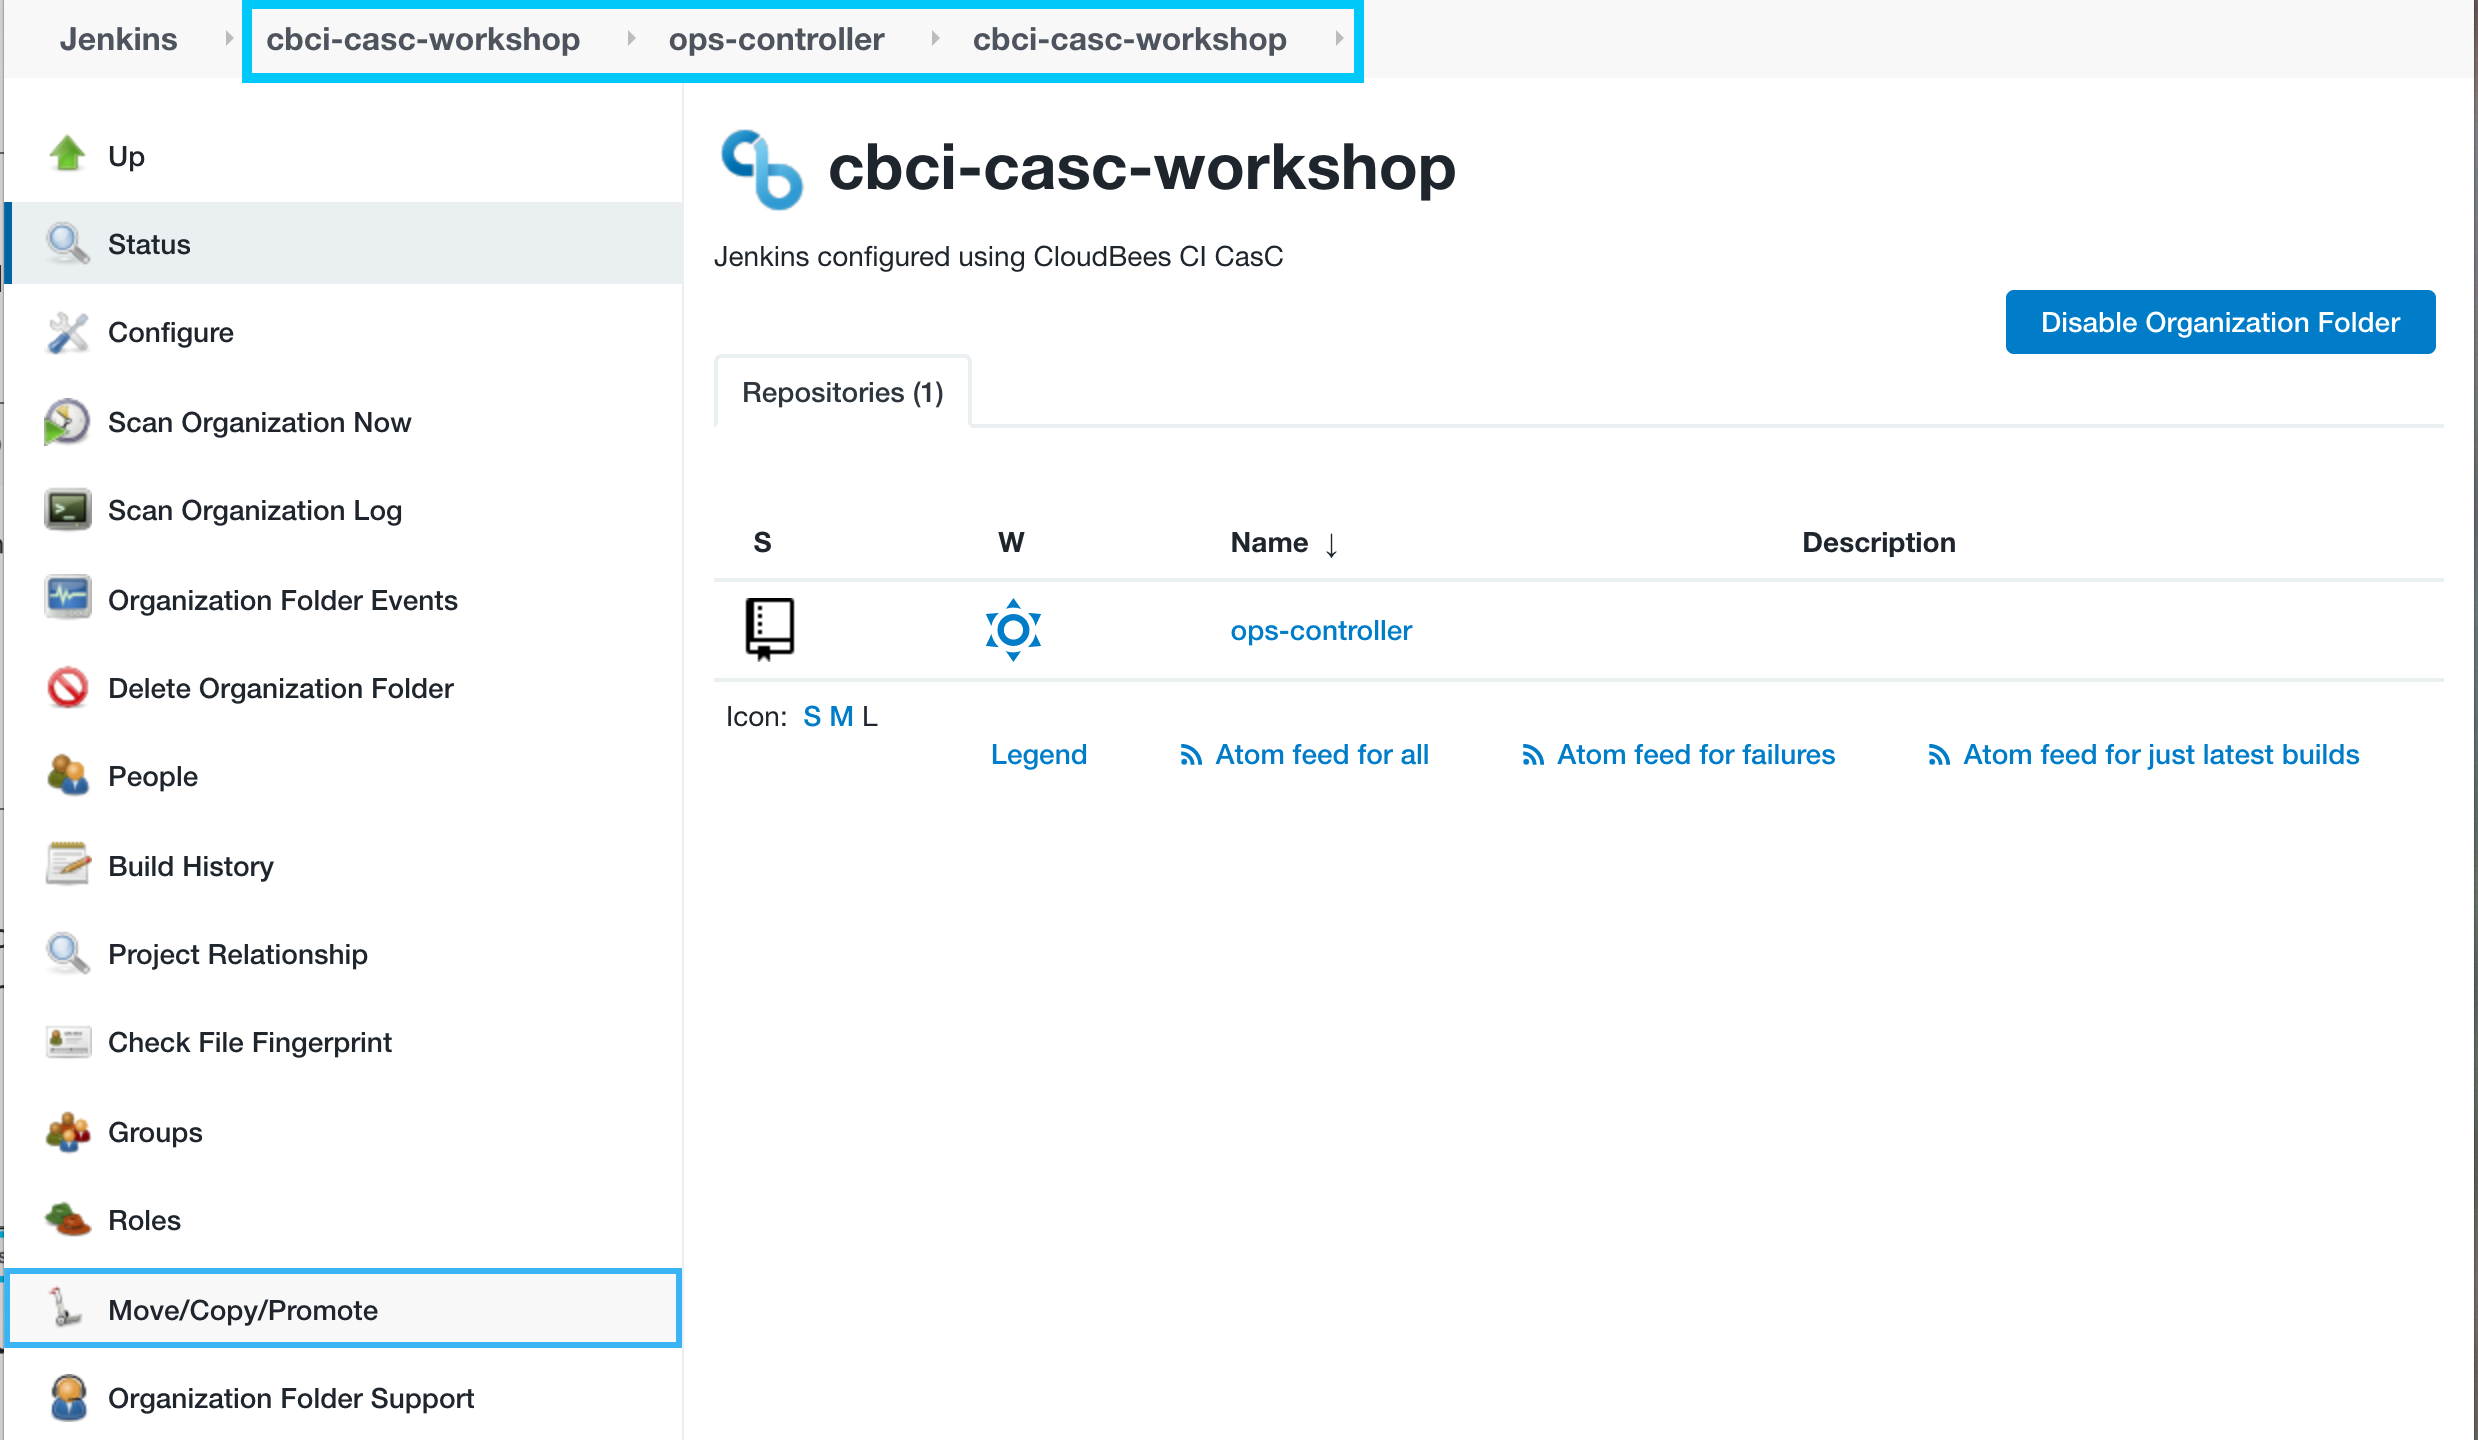 Jenkins cbci-casc-workshop ops-controller cbci-casc-workshop
Up
Status
Configure
Scan Organization Now
Scan Organization Log
Organization Folder Events
Delete Organization Folder
People
Build History
Project Relationship
Check File Fingerprint
Groups
Roles
Move/Copy/Promote
Organization Folder Support
cbci-casc-workshop
Jenkins configured using CloudBees CI CasC
Disable Organization Folder
Repositories (1)
S W Name ↓ Description
ops-controller
Icon: S M L
Legend Atom feed for all Atom feed for failures Atom feed for just latest builds